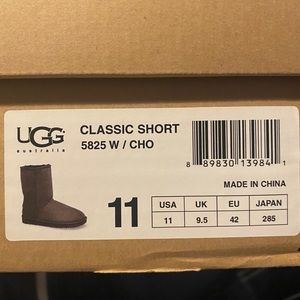 UGG
australia
CLASSIC SHORT
5825 W / CHO
8 89830 13984 1
MADE IN CHINA
11
USA UK EU JAPAN
11 9.5 42 285